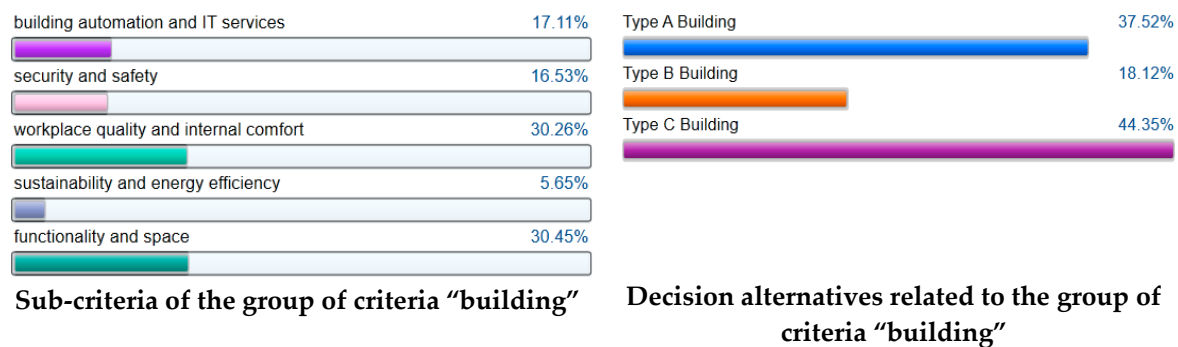 building automation and IT services 17.11%
security and safety 16.53%
workplace quality and internal comfort 30.26%
sustainability and energy efficiency 5.65%
functionality and space 30.45%
Sub-criteria of the group of criteria “building”
Type A Building 37.52%
Type B Building 18.12%
Type C Building 44.35%
Decision alternatives related to the group of
criteria “building”